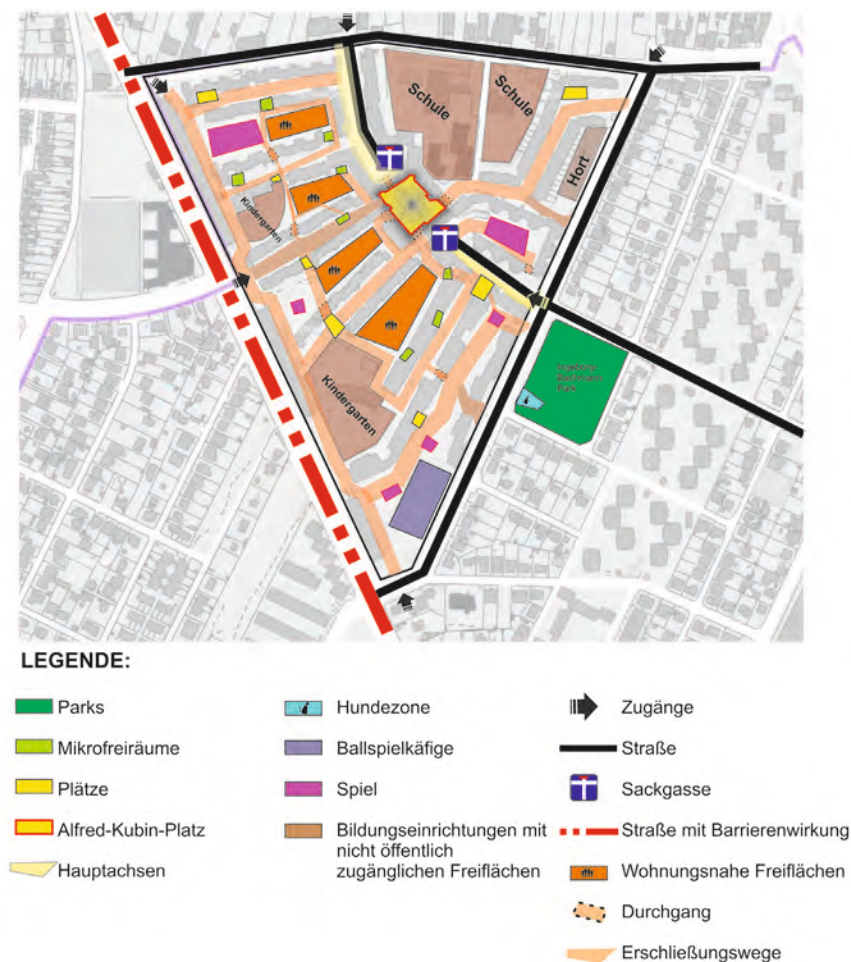 Schule
Schule
Hort
Kindergarten
Kindergarten
Park
LEGENDE:
Parks
Mikrofreiräume
Plätze
Alfred-Kubin-Platz
Hauptachsen
Hundezone
Ballspielkäfige
Spiel
Bildungseinrichtungen mit
nicht öffentlich
zugänglichen Freiflächen
Zugänge
Straße
Sackgasse
Straße mit Barrierenwirkung
Wohnungsnahe Freiflächen
Durchgang
Erschließungswege